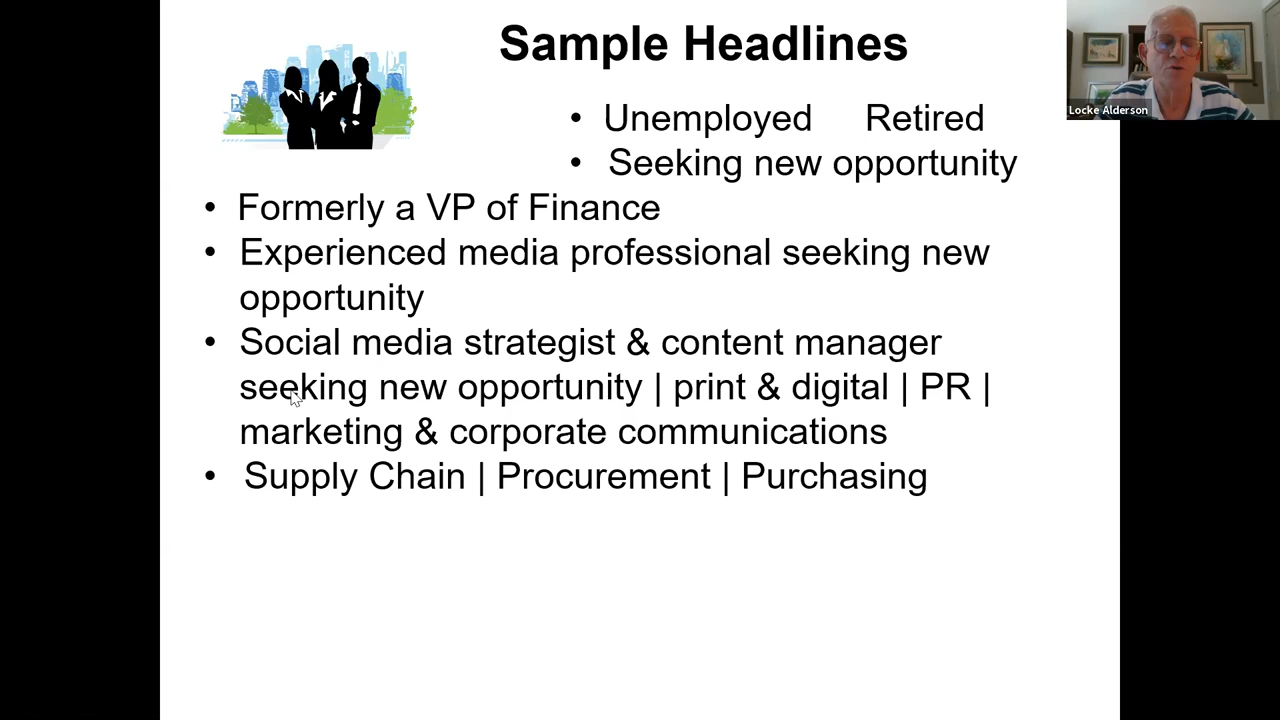 Sample Headlines
Locke Alderson
• Unemployed Retired
• Seeking new opportunity
• Formerly a VP of Finance
• Experienced media professional seeking new
opportunity
• Social media strategist & content manager
seeking new opportunity | print & digital | PR |
marketing & corporate communications
• Supply Chain | Procurement | Purchasing